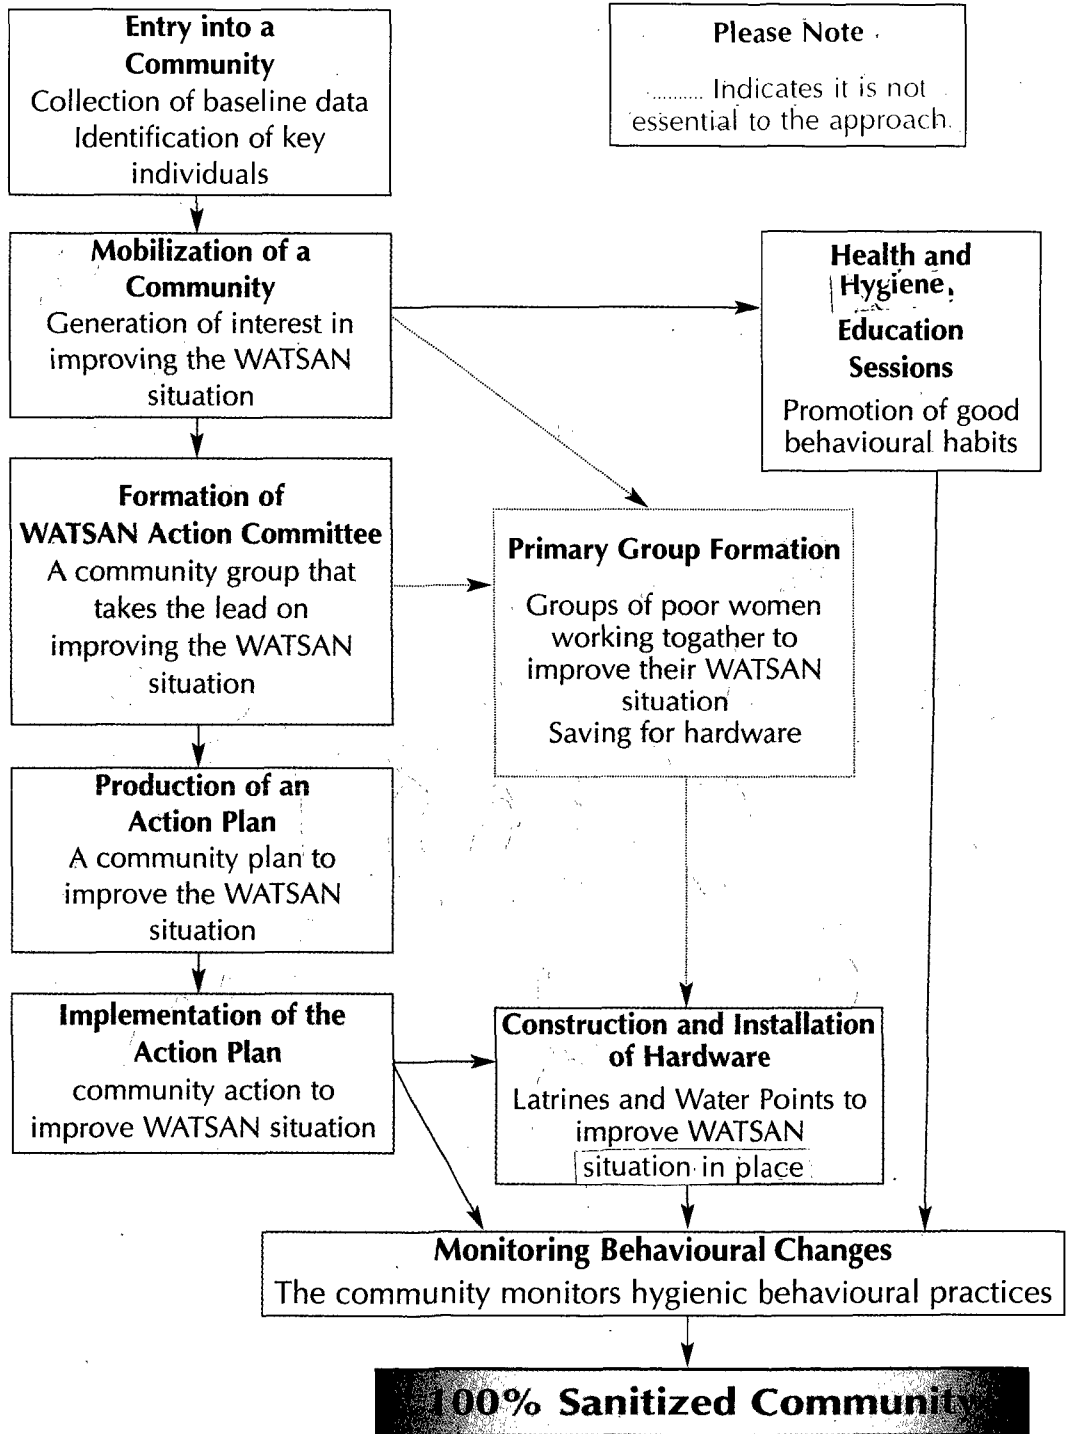 Entry into a
Community
Collection of baseline data
Identification of key
individuals
Please Note
.......... Indicates it is not
essential to the approach.
Mobilization of a
Community
Generation of interest in
improving the WATSAN
situation
Health and
Hygiene
Education
Sessions
Promotion of good
behavioural habits
Formation of
WATSAN Action Committee
A community group that
takes the lead on
improving the WATSAN
situation
Primary Group Formation
Groups of poor women
working togather to
improve their WATSAN
situation
Saving for hardware
Production of an
Action Plan
A community plan to
improve the WATSAN
situation
Implementation of the
Action Plan
community action to
improve WATSAN situation
Construction and Installation
of Hardware
Latrines and Water Points to
improve WATSAN
situation in place
Monitoring Behavioural Changes
The community monitors hygienic behavioural practices
100% Sanitized Community